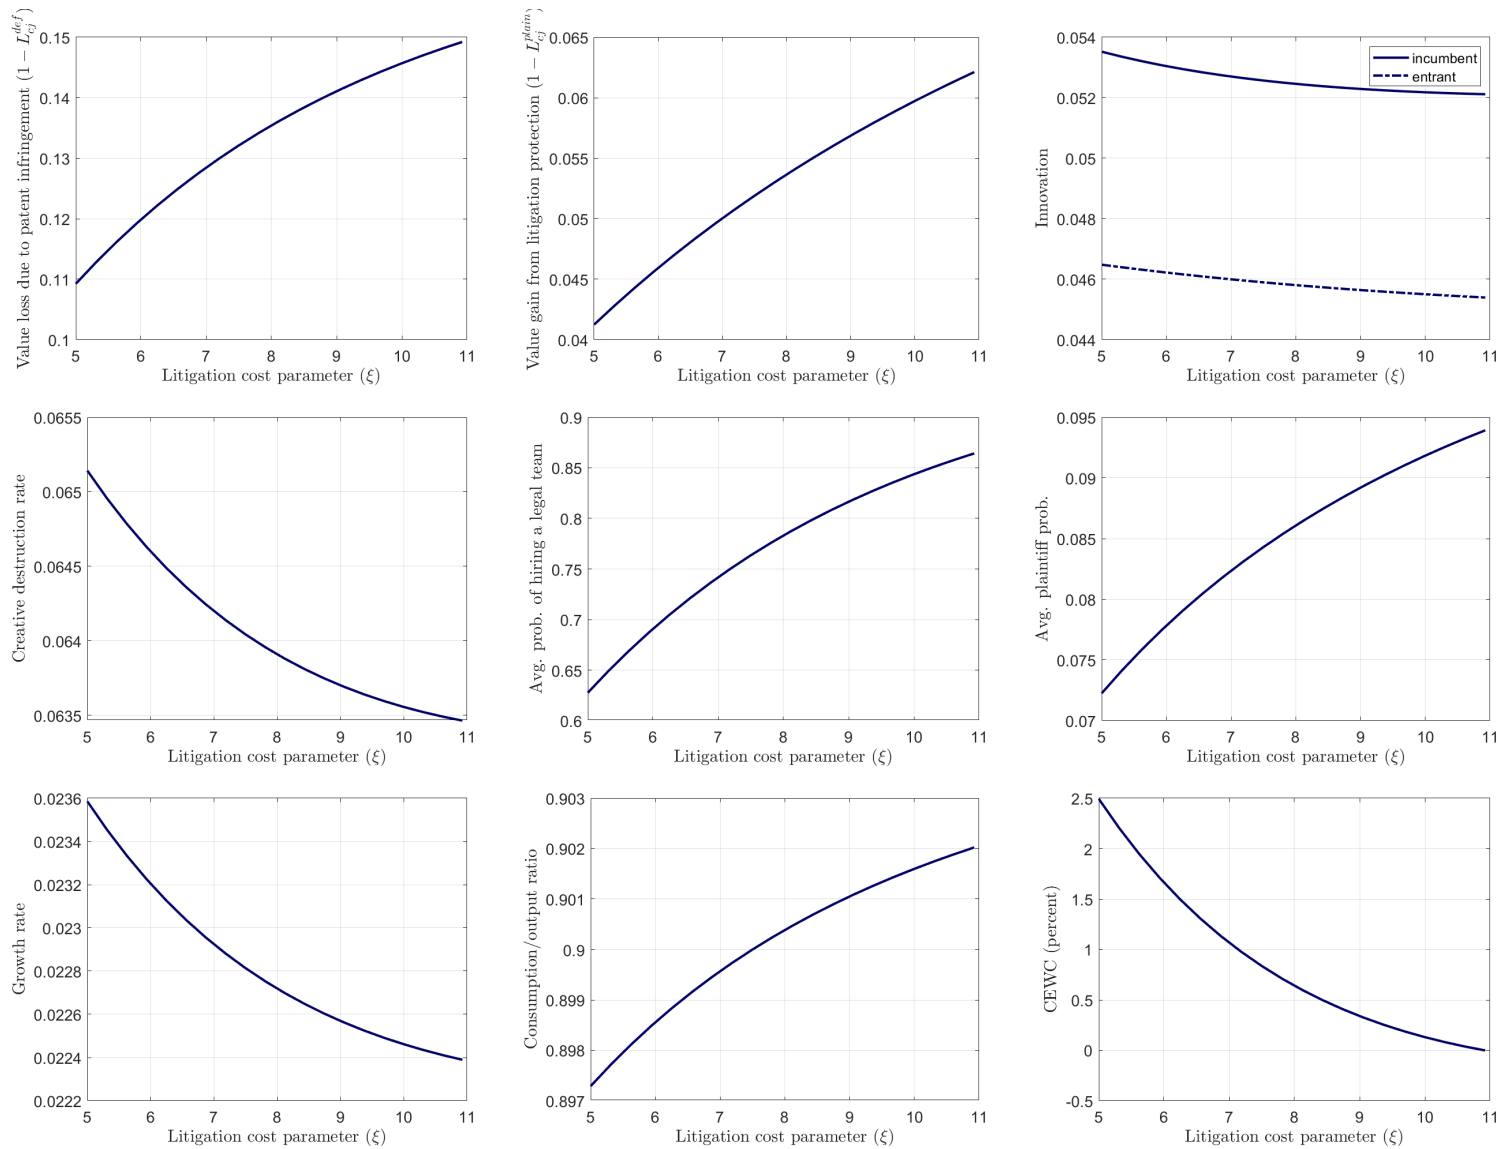 Value loss due to patent infringement (1 − L_{cj}^{def})
0.15
0.14
0.13
0.12
0.11
0.1
5 6 7 8 9 10 11
Litigation cost parameter (ξ)
Value gain from litigation protection (1 − L_{cj}^{plain})
0.065
0.06
0.055
0.05
0.045
0.04
5 6 7 8 9 10 11
Litigation cost parameter (ξ)
Innovation
0.054
0.052
0.05
0.048
0.046
0.044
incumbent
entrant
5 6 7 8 9 10 11
Litigation cost parameter (ξ)
Creative destruction rate
0.0655
0.065
0.0645
0.064
0.0635
5 6 7 8 9 10 11
Litigation cost parameter (ξ)
Avg. prob. of hiring a legal team
0.9
0.85
0.8
0.75
0.7
0.65
0.6
5 6 7 8 9 10 11
Litigation cost parameter (ξ)
Avg. plaintiff prob.
0.095
0.09
0.085
0.08
0.075
0.07
5 6 7 8 9 10 11
Litigation cost parameter (ξ)
Growth rate
0.0236
0.0234
0.0232
0.023
0.0228
0.0226
0.0224
0.0222
5 6 7 8 9 10 11
Litigation cost parameter (ξ)
Consumption/output ratio
0.903
0.902
0.901
0.9
0.899
0.898
0.897
5 6 7 8 9 10 11
Litigation cost parameter (ξ)
CEWC (percent)
2.5
2
1.5
1
0.5
0
-0.5
5 6 7 8 9 10 11
Litigation cost parameter (ξ)